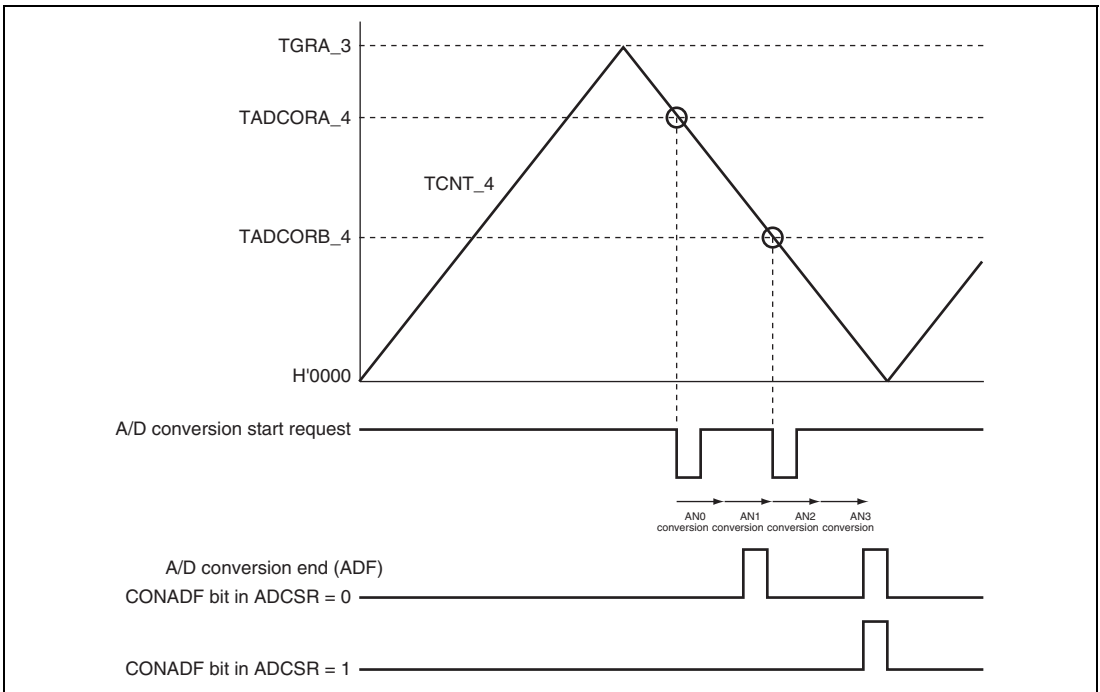 TGRA_3
TADCORA_4
TCNT_4
TADCORB_4
H'0000
A/D conversion start request
AN0 AN1 AN2 AN3
conversion conversion conversion conversion
A/D conversion end (ADF)
CONADF bit in ADCSR = 0
CONADF bit in ADCSR = 1